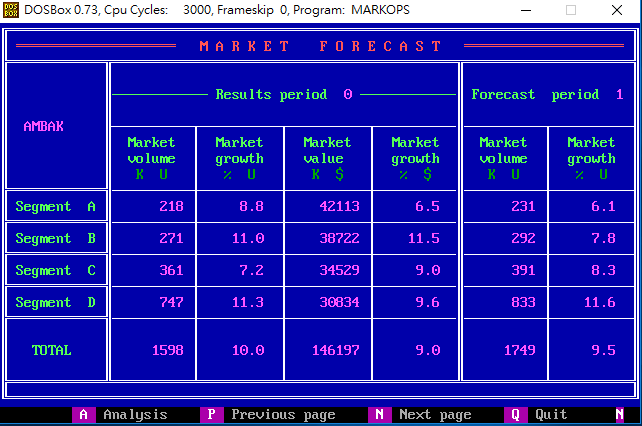 DOS BOX DOSBox 0.73, Cpu Cycles: 3000, Frameskip 0, Program: MARKOPS
MARKET FORECAST
AMBAK
Results period 0
Forecast period 1
Market volume K U
Market growth % U
Market value K $
Market growth % $
Market volume K U
Market growth % U
Segment A 218 8.8 42113 6.5 231 6.1
Segment B 271 11.0 38722 11.5 292 7.8
Segment C 361 7.2 34529 9.0 391 8.3
Segment D 747 11.3 30834 9.6 833 11.6
TOTAL 1598 10.0 146197 9.0 1749 9.5
A Analysis P Previous page N Next page Q Quit N